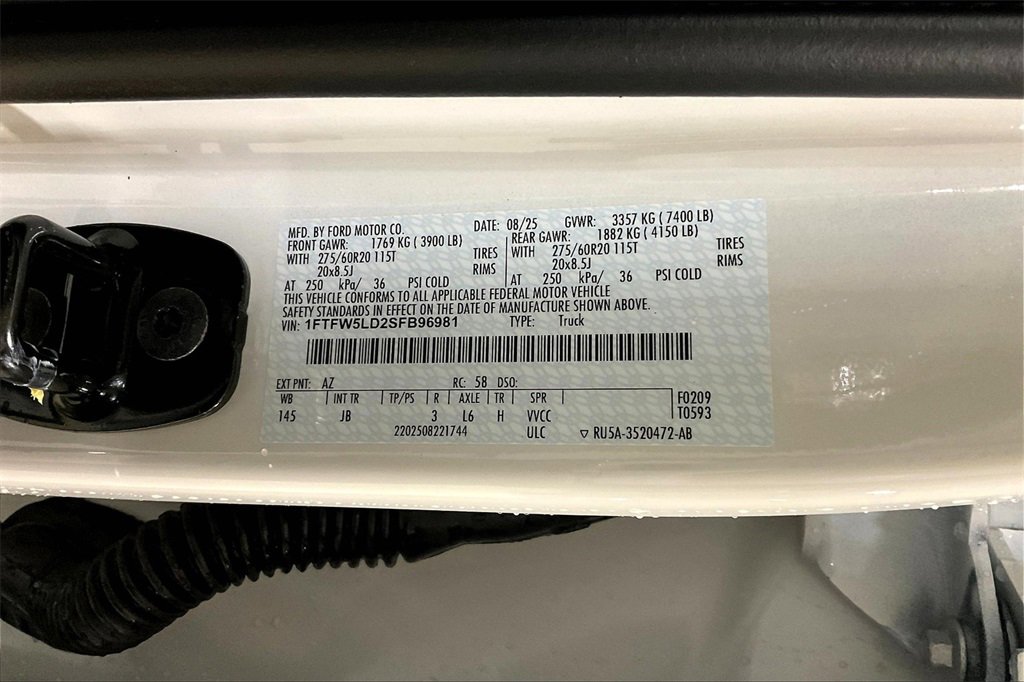 MFD. BY FORD MOTOR CO. DATE: 08/25 GVWR: 3357 KG ( 7400 LB)
FRONT GAWR: 1769 KG ( 3900 LB) REAR GAWR: 1882 KG ( 4150 LB)
WITH 275/60R20 115T TIRES WITH 275/60R20 115T TIRES
20x8.5J RIMS 20x8.5J RIMS
AT 250 kPa/ 36 PSI COLD AT 250 kPa/ 36 PSI COLD
THIS VEHICLE CONFORMS TO ALL APPLICABLE FEDERAL MOTOR VEHICLE
SAFETY STANDARDS IN EFFECT ON THE DATE OF MANUFACTURE SHOWN ABOVE.
VIN: 1FTFW5LD2SFB96981 TYPE: Truck
EXT PNT: AZ RC: 58 DSO:
WB INT TR TP/PS R AXLE TR SPR F0209
145 JB 3 L6 H VVCC T0593
2202508221744 ULC ▽ RU5A-3520472-AB